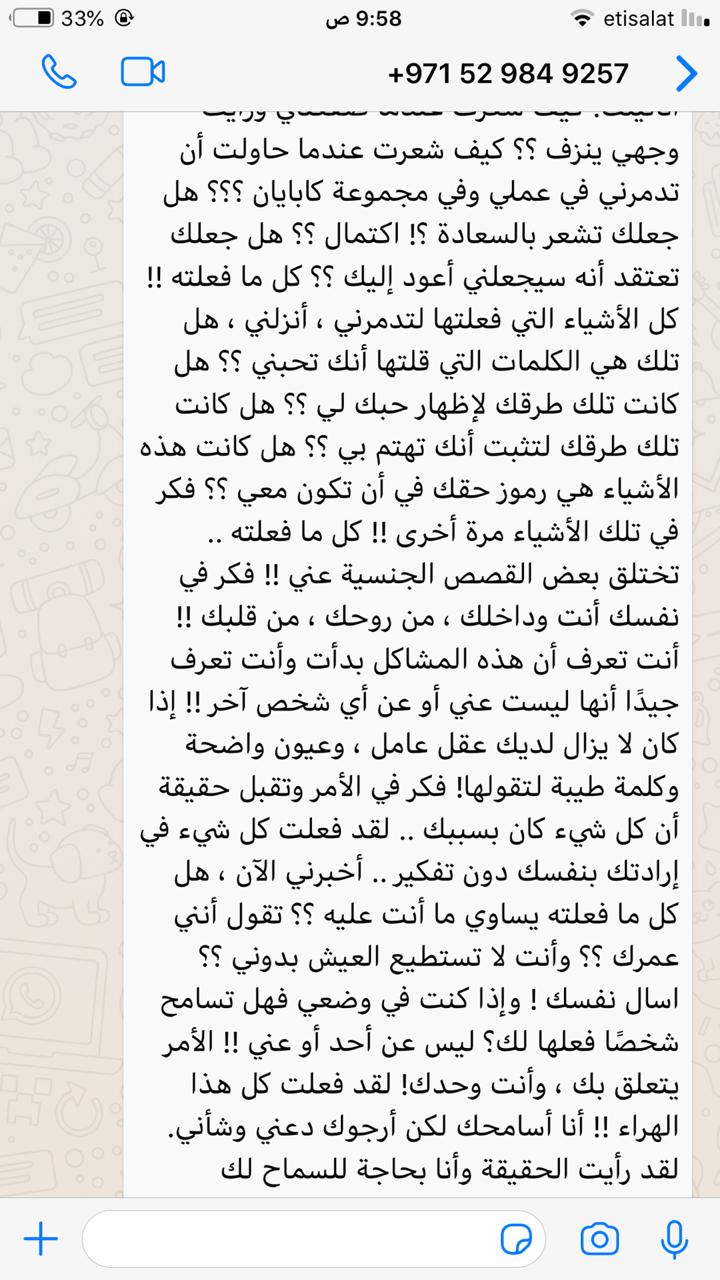 33%
9:58 ص
etisalat
+971 52 984 9257
وجهي ينزف ؟؟ كيف شعرت عندما حاولت أن
تدمرني في عملي وفي مجموعة كابايان ؟؟؟ هل
جعلك تشعر بالسعادة ؟! اكتمال ؟؟ هل جعلك
تعتقد أنه سيجعلني أعود إليك ؟؟ كل ما فعلته !!
كل الأشياء التي فعلتها لتدمرني ، أنزلني ، هل
تلك هي الكلمات التي قلتها أنك تحبني ؟؟ هل
كانت تلك طرقك لإظهار حبك لي ؟؟ هل كانت
تلك طرقك لتثبت أنك تهتم بي ؟؟ هل كانت هذه
الأشياء هي رموز حقك في أن تكون معي ؟؟ فكر
في تلك الأشياء مرة أخرى !! كل ما فعلته ..
تختلق بعض القصص الجنسية عني !! فكر في
نفسك أنت وداخلك ، من روحك ، من قلبك !!
أنت تعرف أن هذه المشاكل بدأت وأنت تعرف
جيدًا أنها ليست عني أو عن أي شخص آخر !! إذا
كان لا يزال لديك عقل عامل ، وعيون واضحة
وكلمة طيبة لتقولها! فكر في الأمر وتقبل حقيقة
أن كل شيء كان بسببك .. لقد فعلت كل شيء في
إرادتك بنفسك دون تفكير .. أخبرني الآن ، هل
كل ما فعلته يساوي ما أنت عليه ؟؟ تقول أنني
عمرك ؟؟ وأنت لا تستطيع العيش بدوني ؟؟
اسال نفسك ! وإذا كنت في وضعي فهل تسامح
شخصًا فعلها لك؟ ليس عن أحد أو عني !! الأمر
يتعلق بك ، وأنت وحدك! لقد فعلت كل هذا
الهراء !! أنا أسامحك لكن أرجوك دعني وشأني.
لقد رأيت الحقيقة وأنا بحاجة للسماح لك